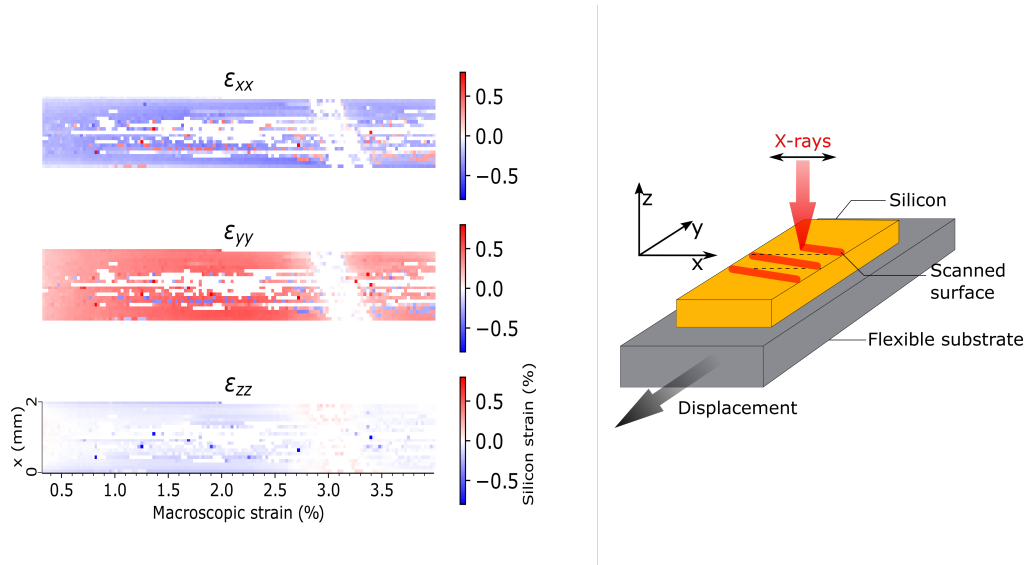 εxx
0.5
0.0
−0.5
εyy
0.5
0.0
−0.5
εzz
0.5
0.0
−0.5
Silicon strain (%)
x (mm)
2
0
0.5 1.0 1.5 2.0 2.5 3.0 3.5
Macroscopic strain (%)
X-rays
z
y
x
Silicon
Scanned
surface
Flexible substrate
Displacement